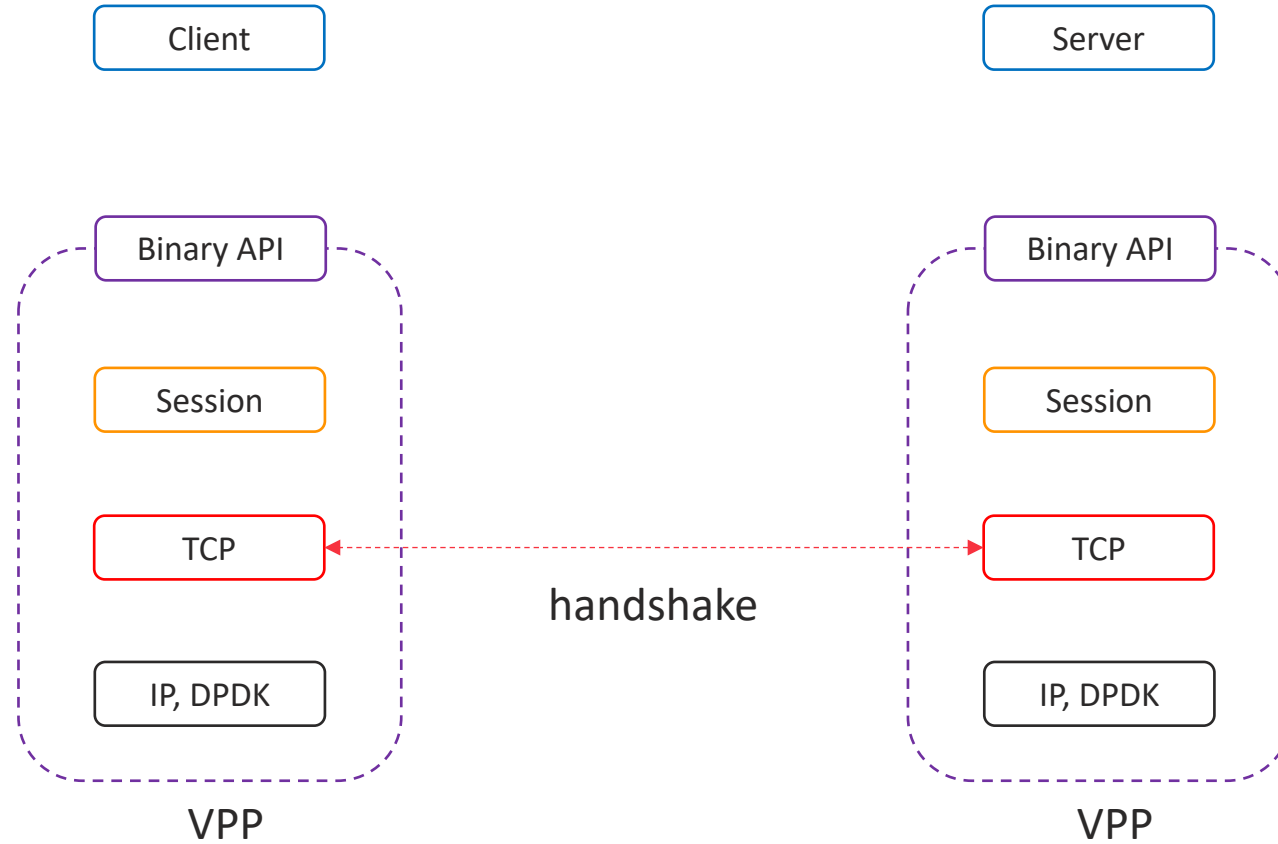 Client
Server
Binary API
Binary API
Session
Session
TCP
TCP
handshake
IP, DPDK
IP, DPDK
VPP
VPP